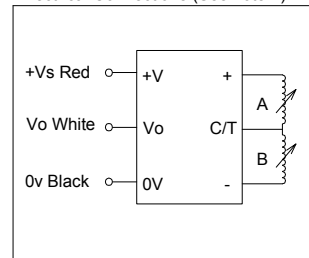 +Vs Red +V +
A
Vo White Vo C/T
B
0v Black 0V -